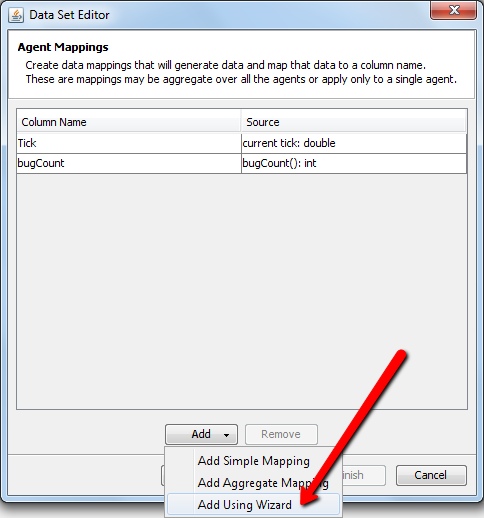 Data Set Editor
Agent Mappings
Create data mappings that will generate data and map that data to a column name.
These are mappings may be aggregate over all the agents or apply only to a single agent.
Column Name Source
Tick current tick: double
bugCount bugCount(): int
Add Remove
Add Simple Mapping
Add Aggregate Mapping
Cancel
Add Using Wizard